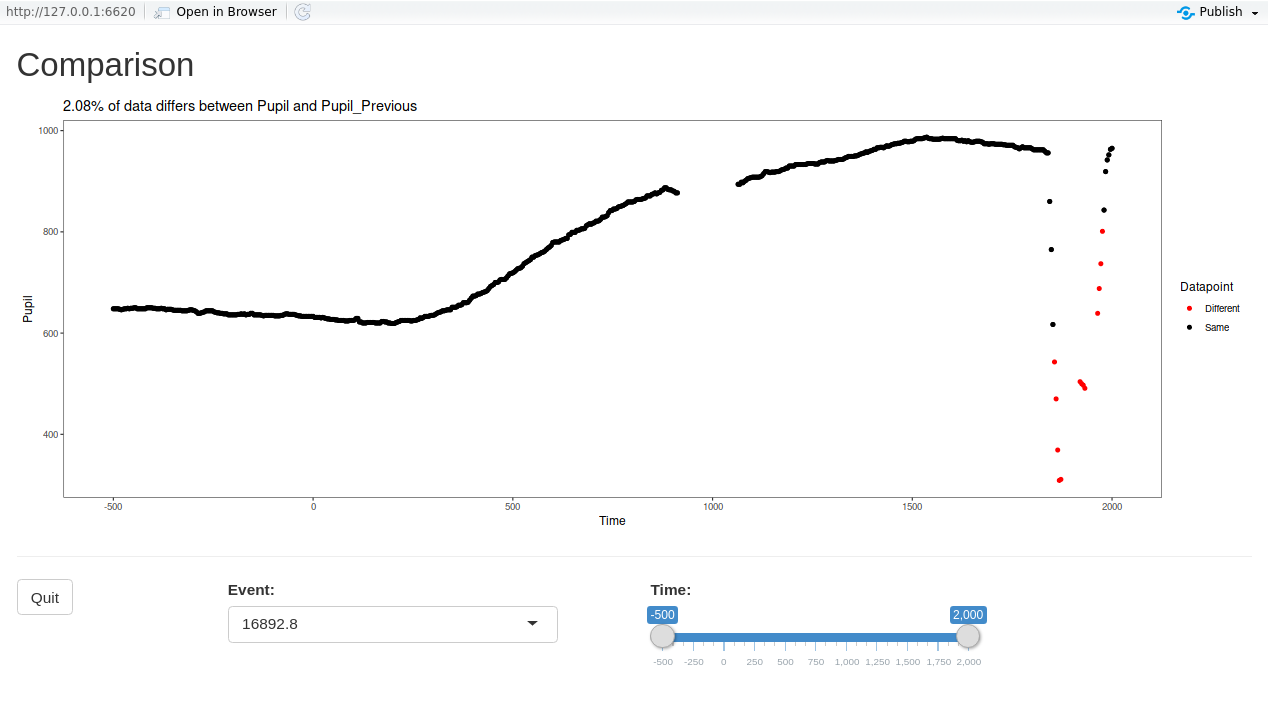 http://127.0.0.1:6620 Open in Browser Publish
Comparison
2.08% of data differs between Pupil and Pupil_Previous
1000
800
600
400
Pupil
-500 0 500 1000 1500 2000
Time
Datapoint
Different
Same
Quit
Event:
16892.8
Time:
-500 2,000
-500 -250 0 250 500 750 1,000 1,250 1,500 1,750 2,000